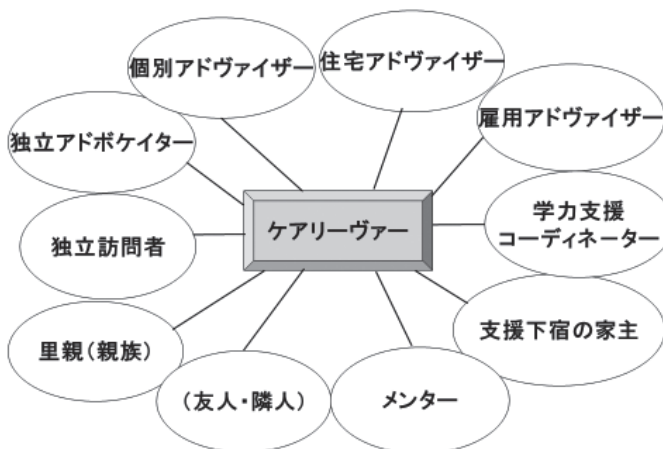 個別アドヴァイザー
住宅アドヴァイザー
独立アドボケイター
雇用アドヴァイザー
ケアリーヴァー
学力支援
コーディネーター
独立訪問者
里親(親族)
支援下宿の家主
(友人・隣人)
メンター